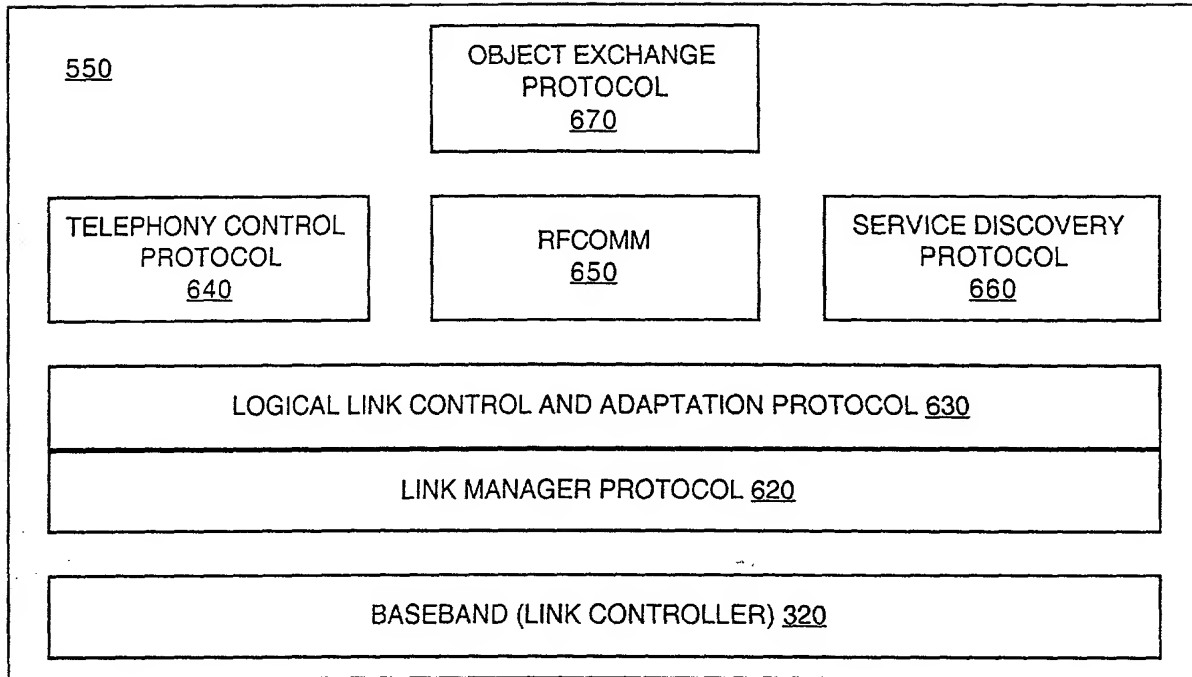 550
OBJECT EXCHANGE
PROTOCOL
670
TELEPHONY CONTROL
PROTOCOL
640
RFCOMM
650
SERVICE DISCOVERY
PROTOCOL
660
LOGICAL LINK CONTROL AND ADAPTATION PROTOCOL 630
LINK MANAGER PROTOCOL 620
BASEBAND (LINK CONTROLLER) 320